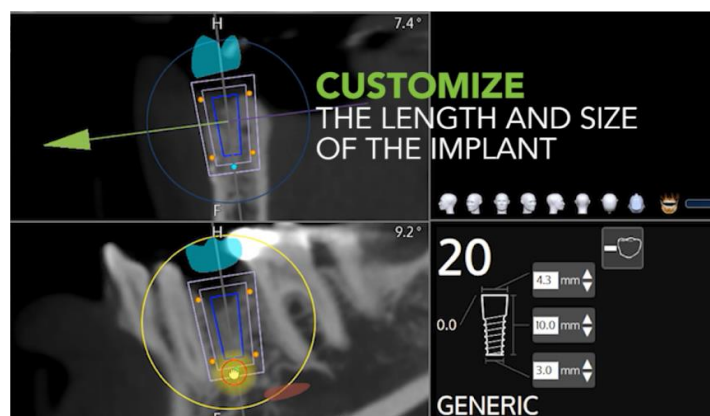 H
7.4°
CUSTOMIZE
THE LENGTH AND SIZE
OF THE IMPLANT
F
H
9.2°
20
4.3 mm
0.0
10.0 mm
3.0 mm
GENERIC